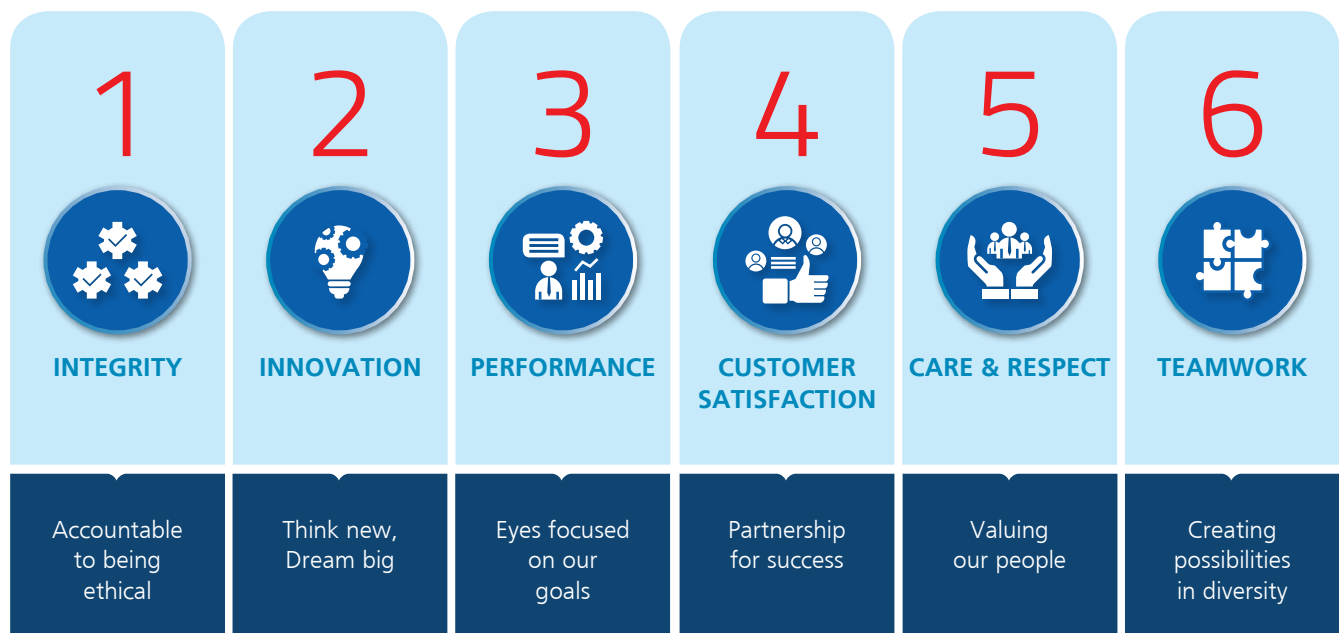 1
INTEGRITY
Accountable
to being
ethical
2
INNOVATION
Think new,
Dream big
3
PERFORMANCE
Eyes focused
on our
goals
4
CUSTOMER
SATISFACTION
Partnership
for success
5
CARE & RESPECT
Valuing
our people
6
TEAMWORK
Creating
possibilities
in diversity